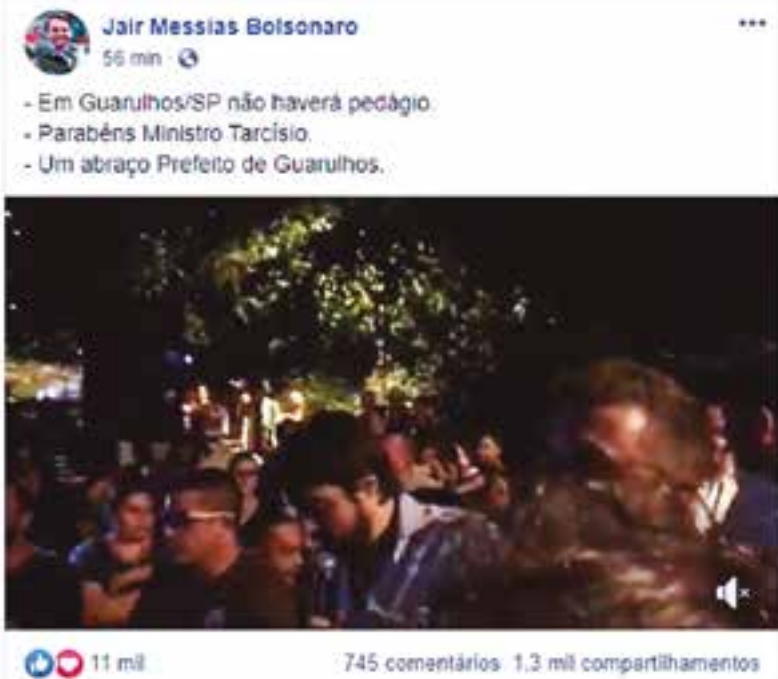 Jair Messias Bolsonaro
56 min ·
- Em Guarulhos/SP não haverá pedágio.
- Parabéns Ministro Tarcísio.
- Um abraço Prefeito de Guarulhos.
11 mil 745 comentários 1,3 mil compartilhamentos